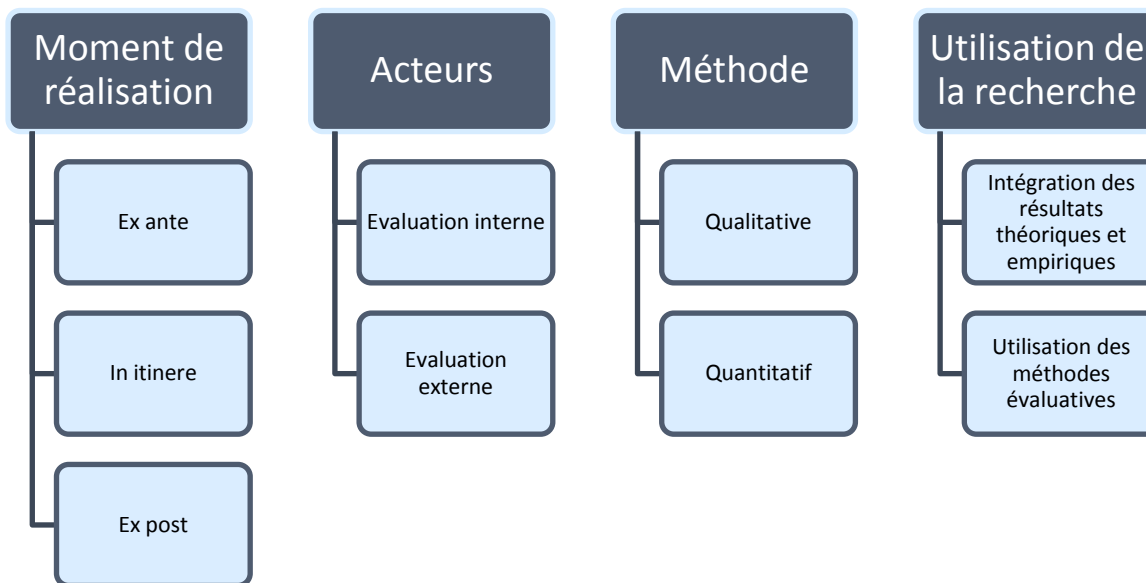 Moment de
réalisation
Ex ante
In itinere
Ex post
Acteurs
Evaluation interne
Evaluation
externe
Méthode
Qualitative
Quantitatif
Utilisation de
la recherche
Intégration des
résultats
théoriques et
empiriques
Utilisation des
méthodes
évaluatives